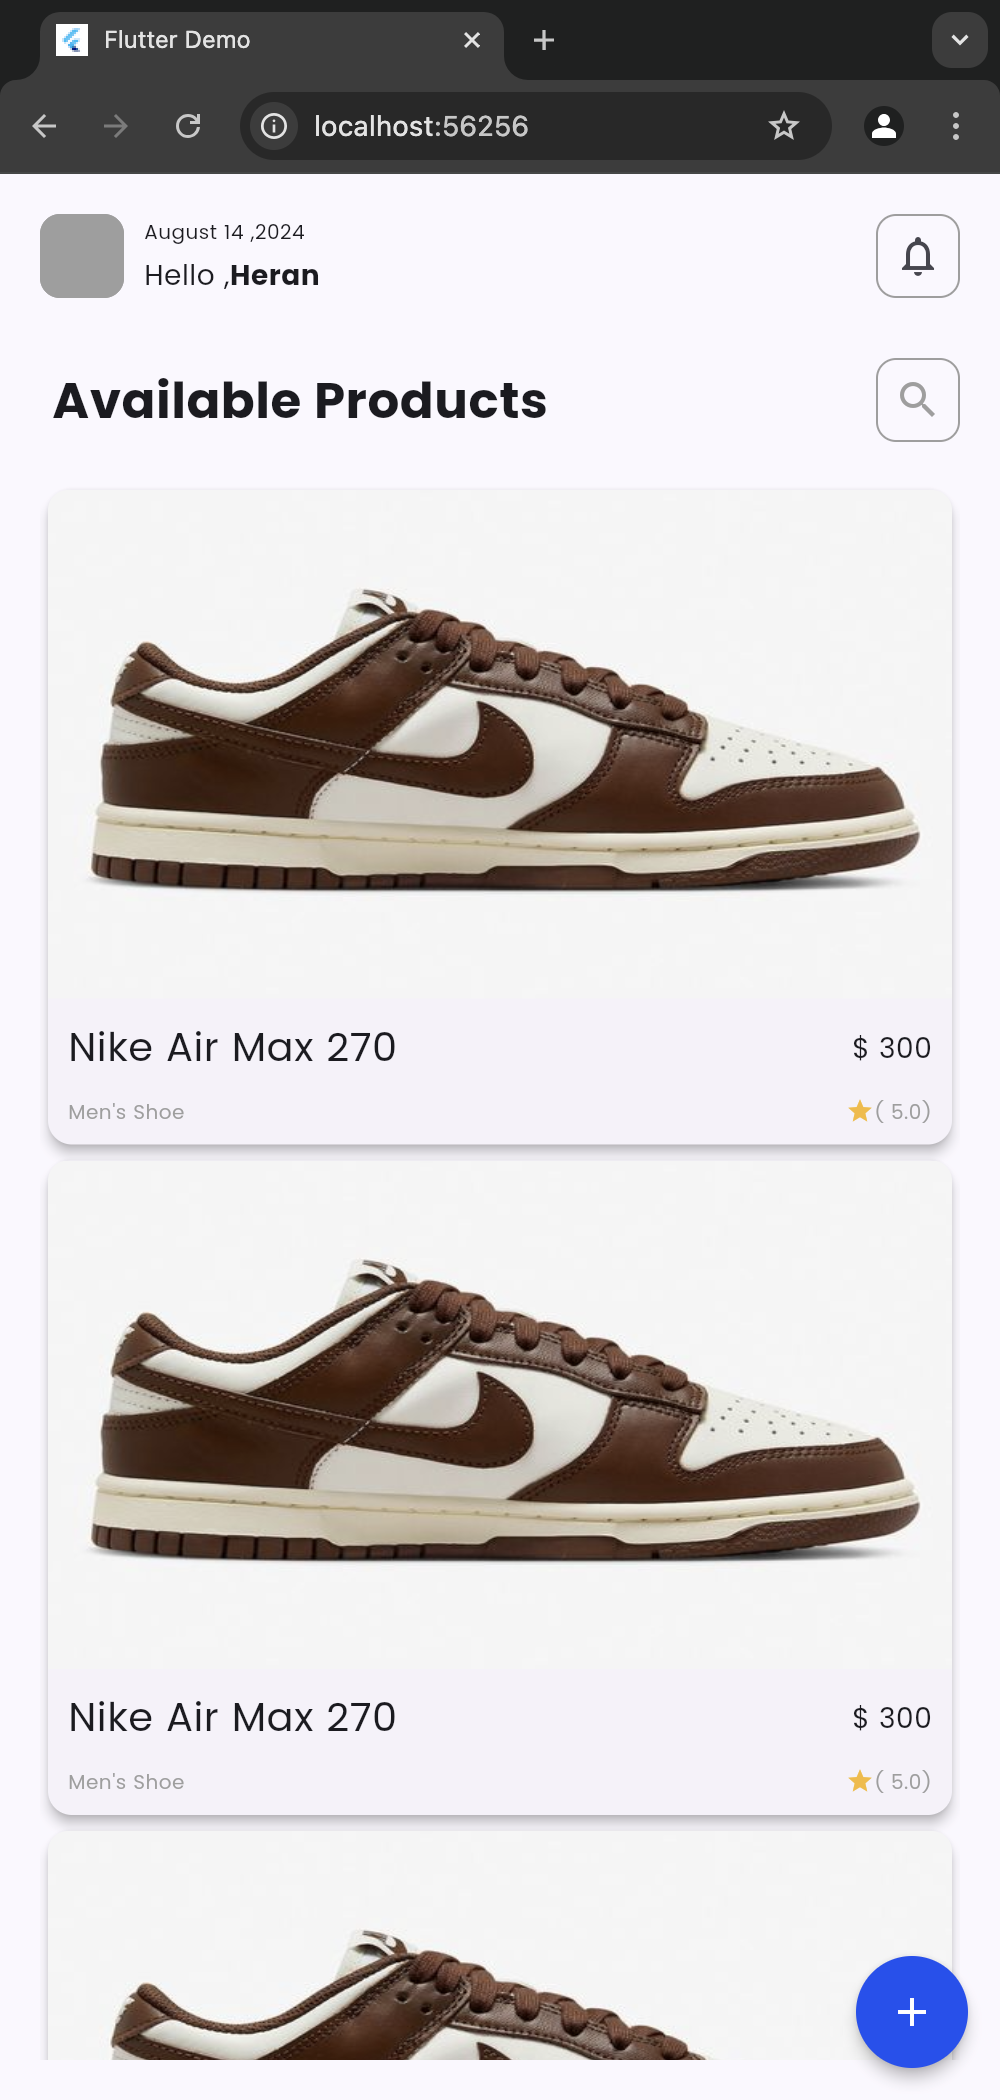 Flutter Demo
localhost:56256
August 14 ,2024
Hello ,Heran
Available Products
Nike Air Max 270
$ 300
Men's Shoe
( 5.0)
Nike Air Max 270
$ 300
Men's Shoe
( 5.0)